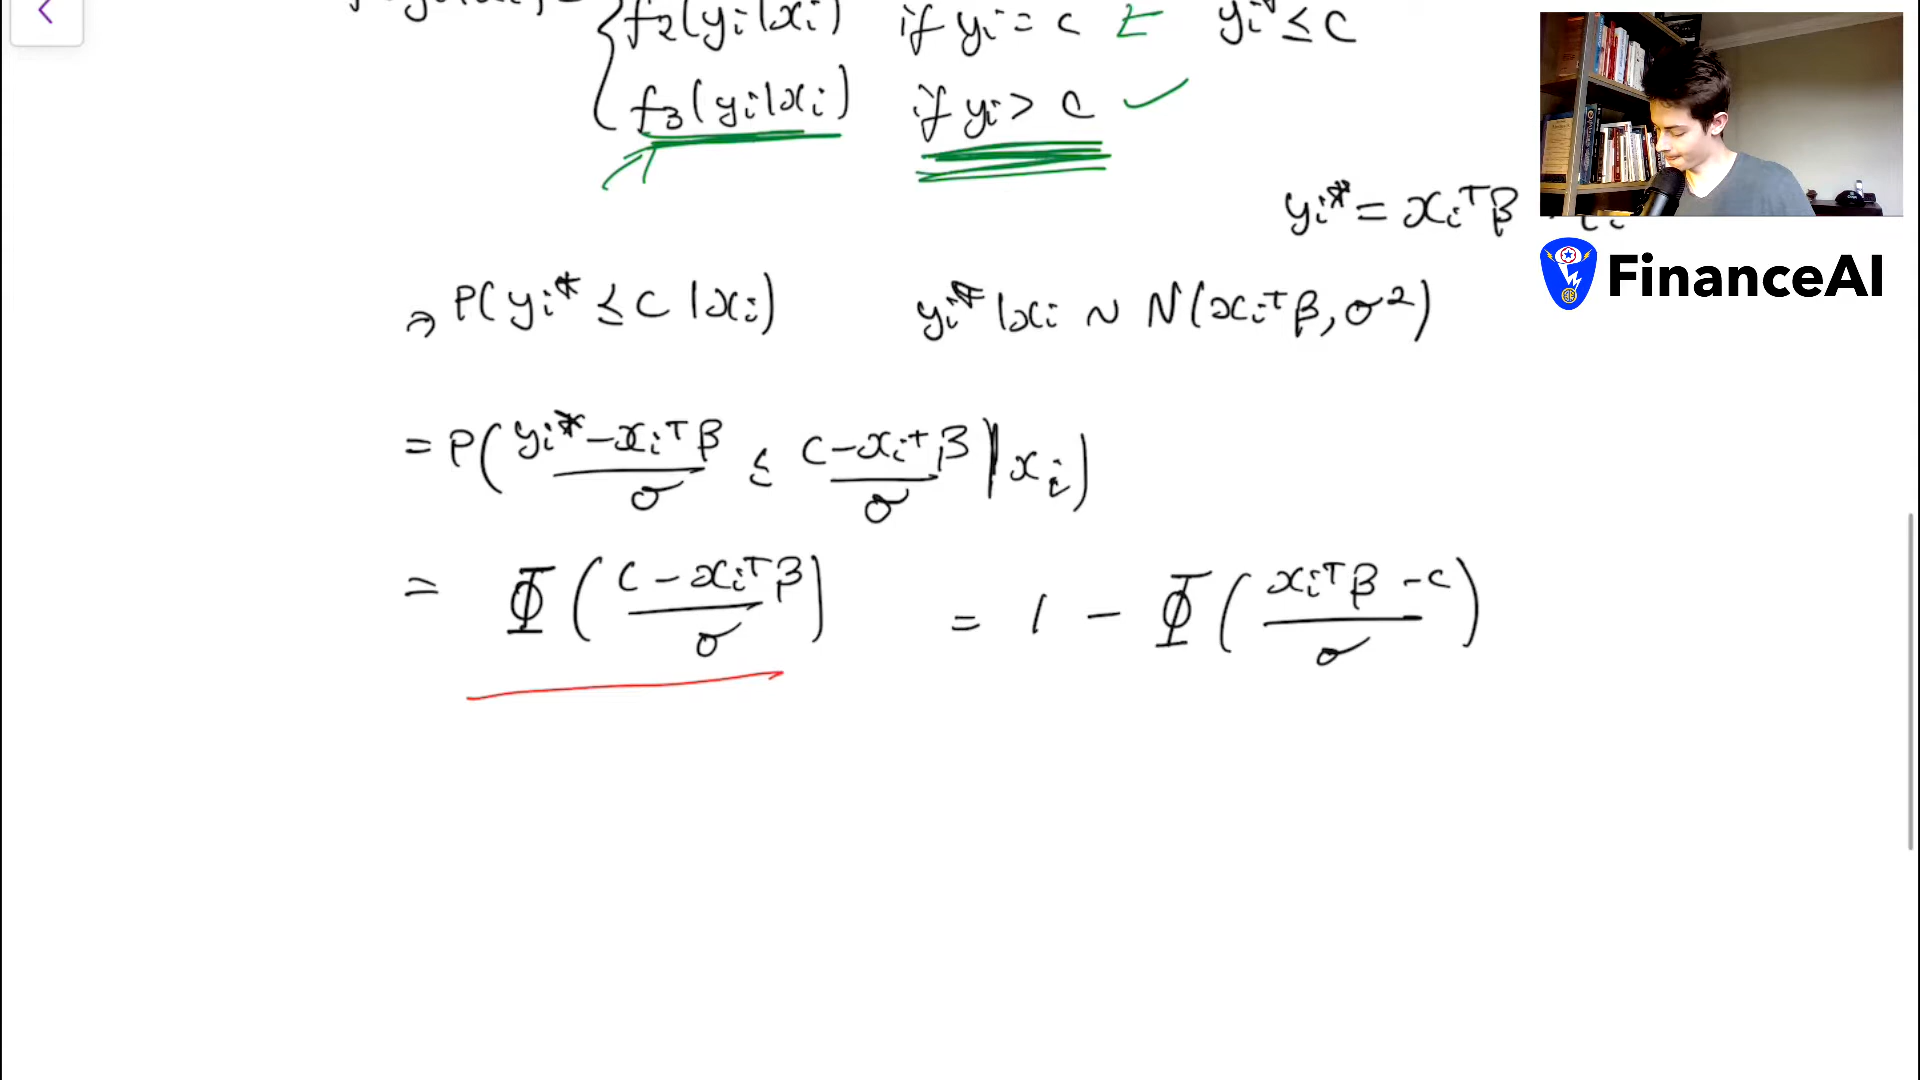 f₂(yᵢ|xᵢ) if yᵢ = c yᵢ* ≤ c
f₃(yᵢ|xᵢ) if yᵢ > c ✓
yᵢ* = xᵢᵀβ
⇒ P(yᵢ* ≤ c | xᵢ) yᵢ*|xᵢ ~ N(xᵢᵀβ, σ²)
FinanceAI
= P((yᵢ* − xᵢᵀβ)/σ ≤ (c − xᵢᵀβ)/σ | xᵢ)
= Φ((c − xᵢᵀβ)/σ) = 1 − Φ((xᵢᵀβ − c)/σ)